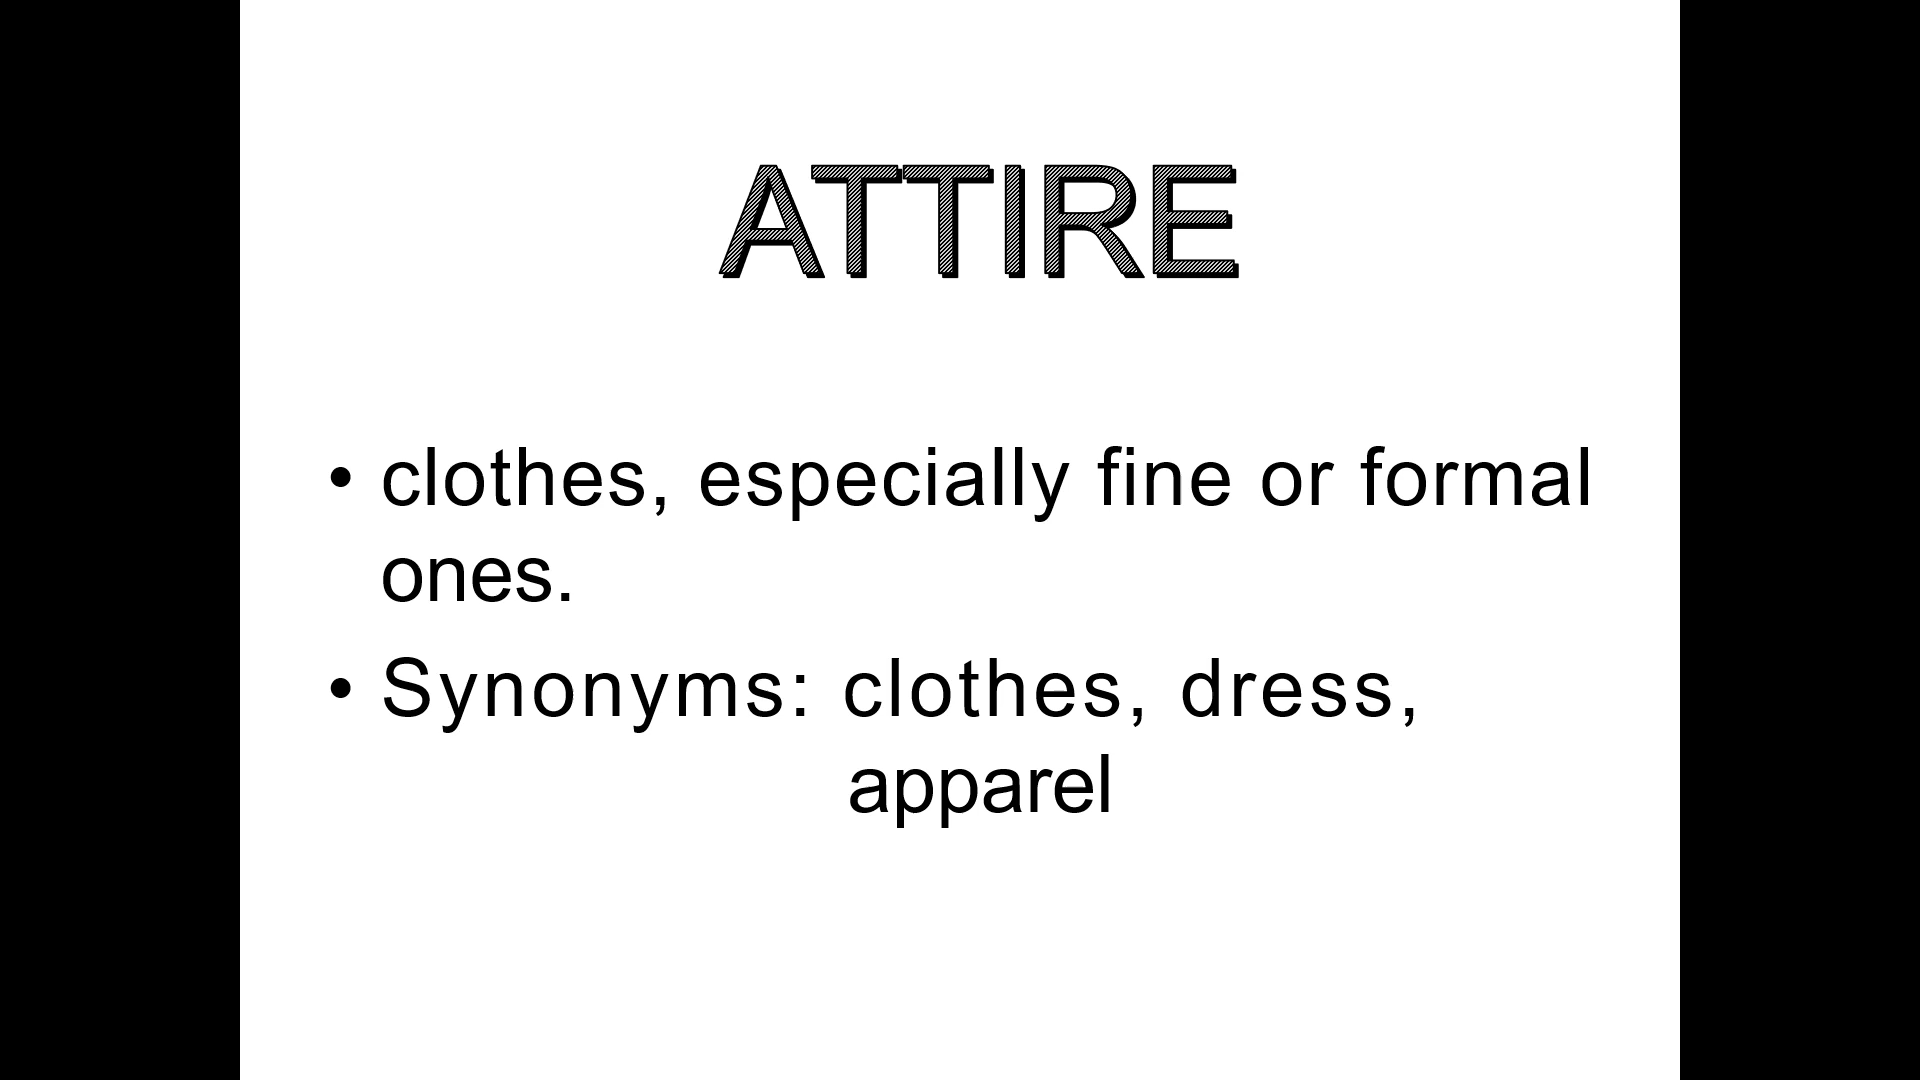 ATTIRE
• clothes, especially fine or formal
ones.
• Synonyms: clothes, dress,
apparel